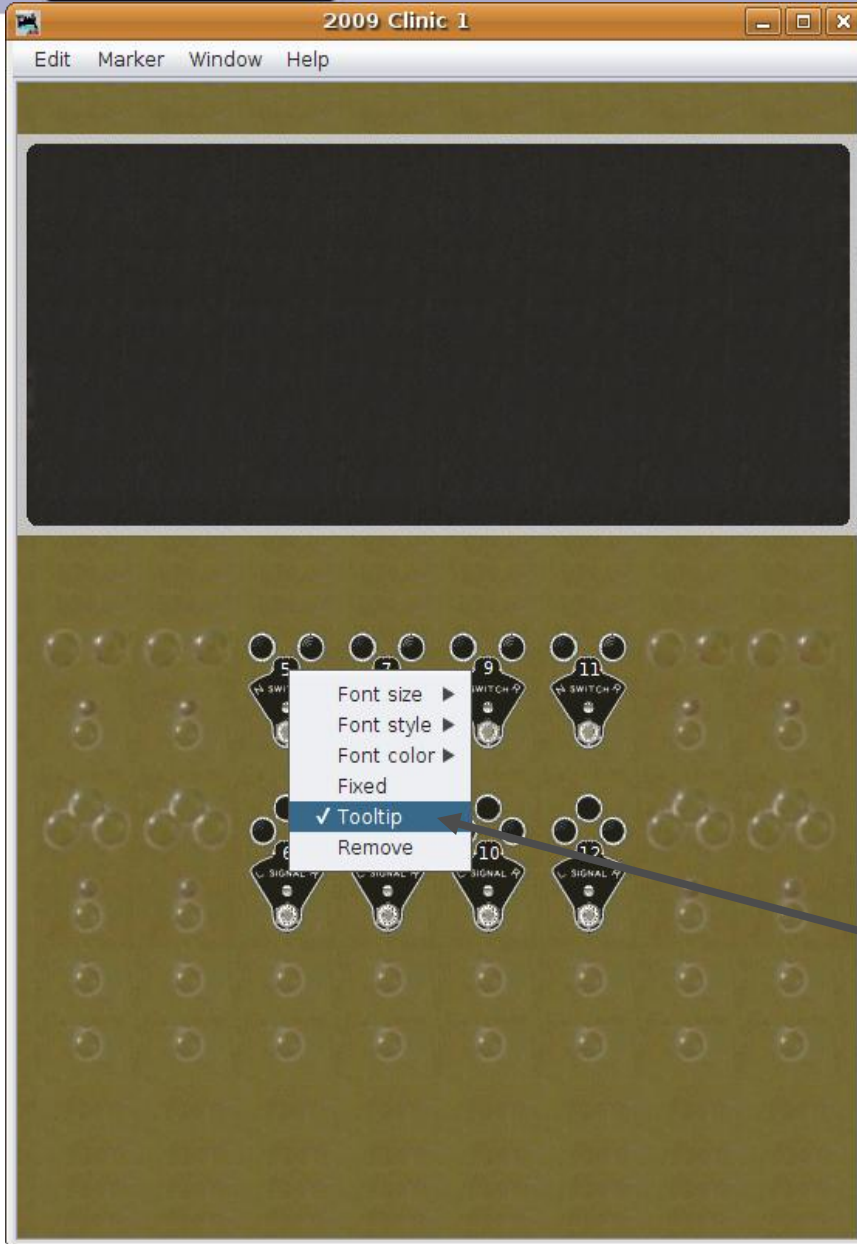 2009 Clinic 1
Edit Marker Window Help
5 7 9 11
SWITCH R
SWITCH R
Font size
Font style
Font color
Fixed
Tooltip
Remove
6 10 12
SIGNAL
SIGNAL
SIGNAL
SIGNAL